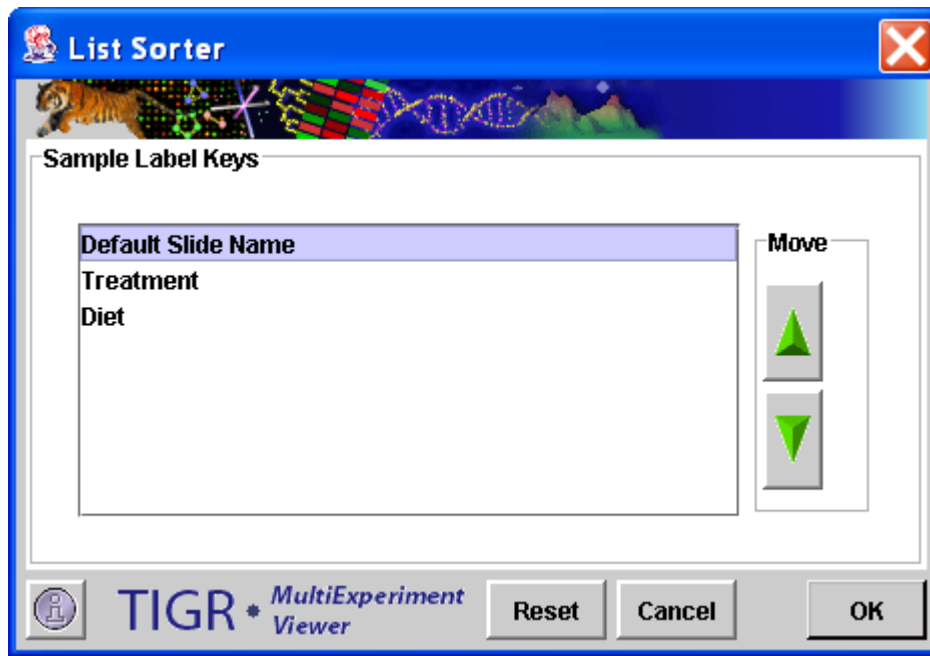 List Sorter
Sample Label Keys
Default Slide Name
Treatment
Diet
Move
TIGR MultiExperiment
Viewer
Reset
Cancel
OK